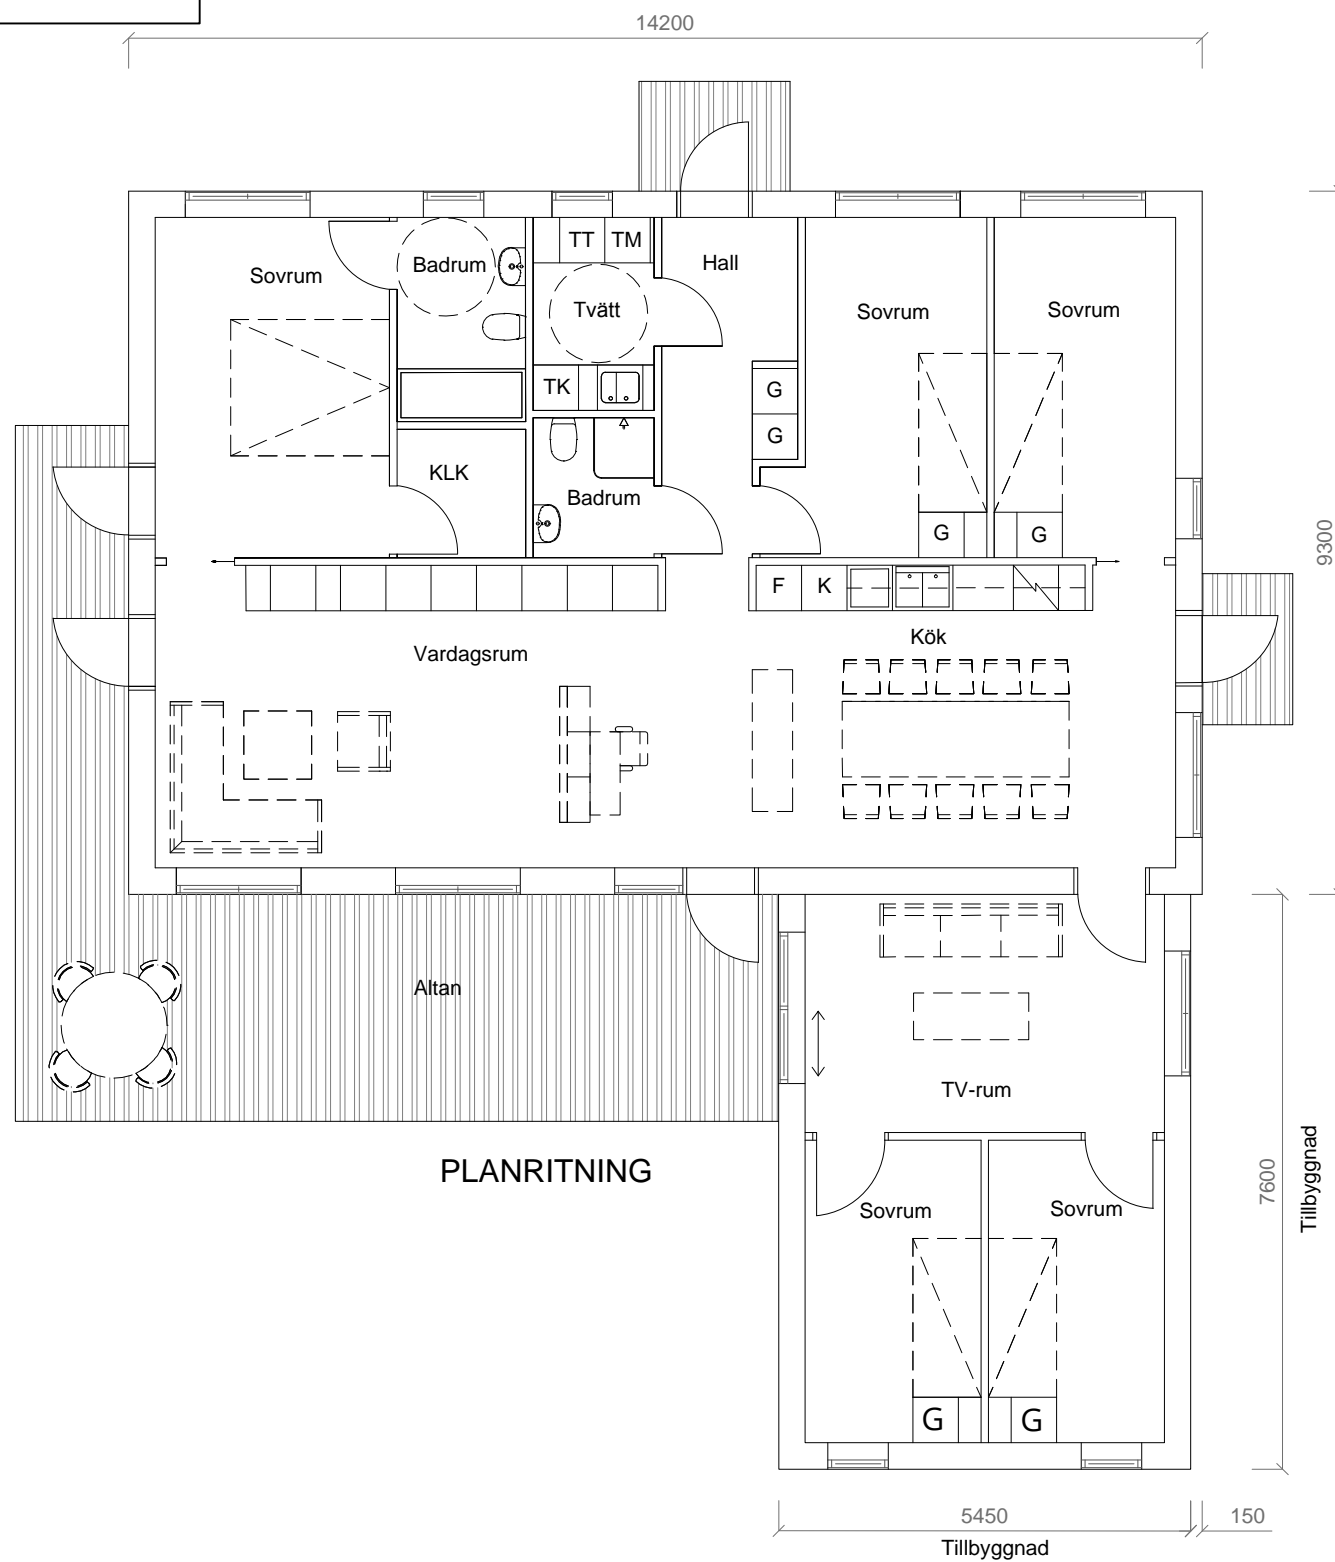 14200
TT TM
Hall
Badrum
Sovrum
Tvätt
Sovrum
Sovrum
TK
G
G
KLK
Badrum
G
G
9300
F K
Kök
Vardagsrum
Altan
TV-rum
PLANRITNING
7600
Tillbyggnad
Sovrum
Sovrum
G
G
5450
150
Tillbyggnad